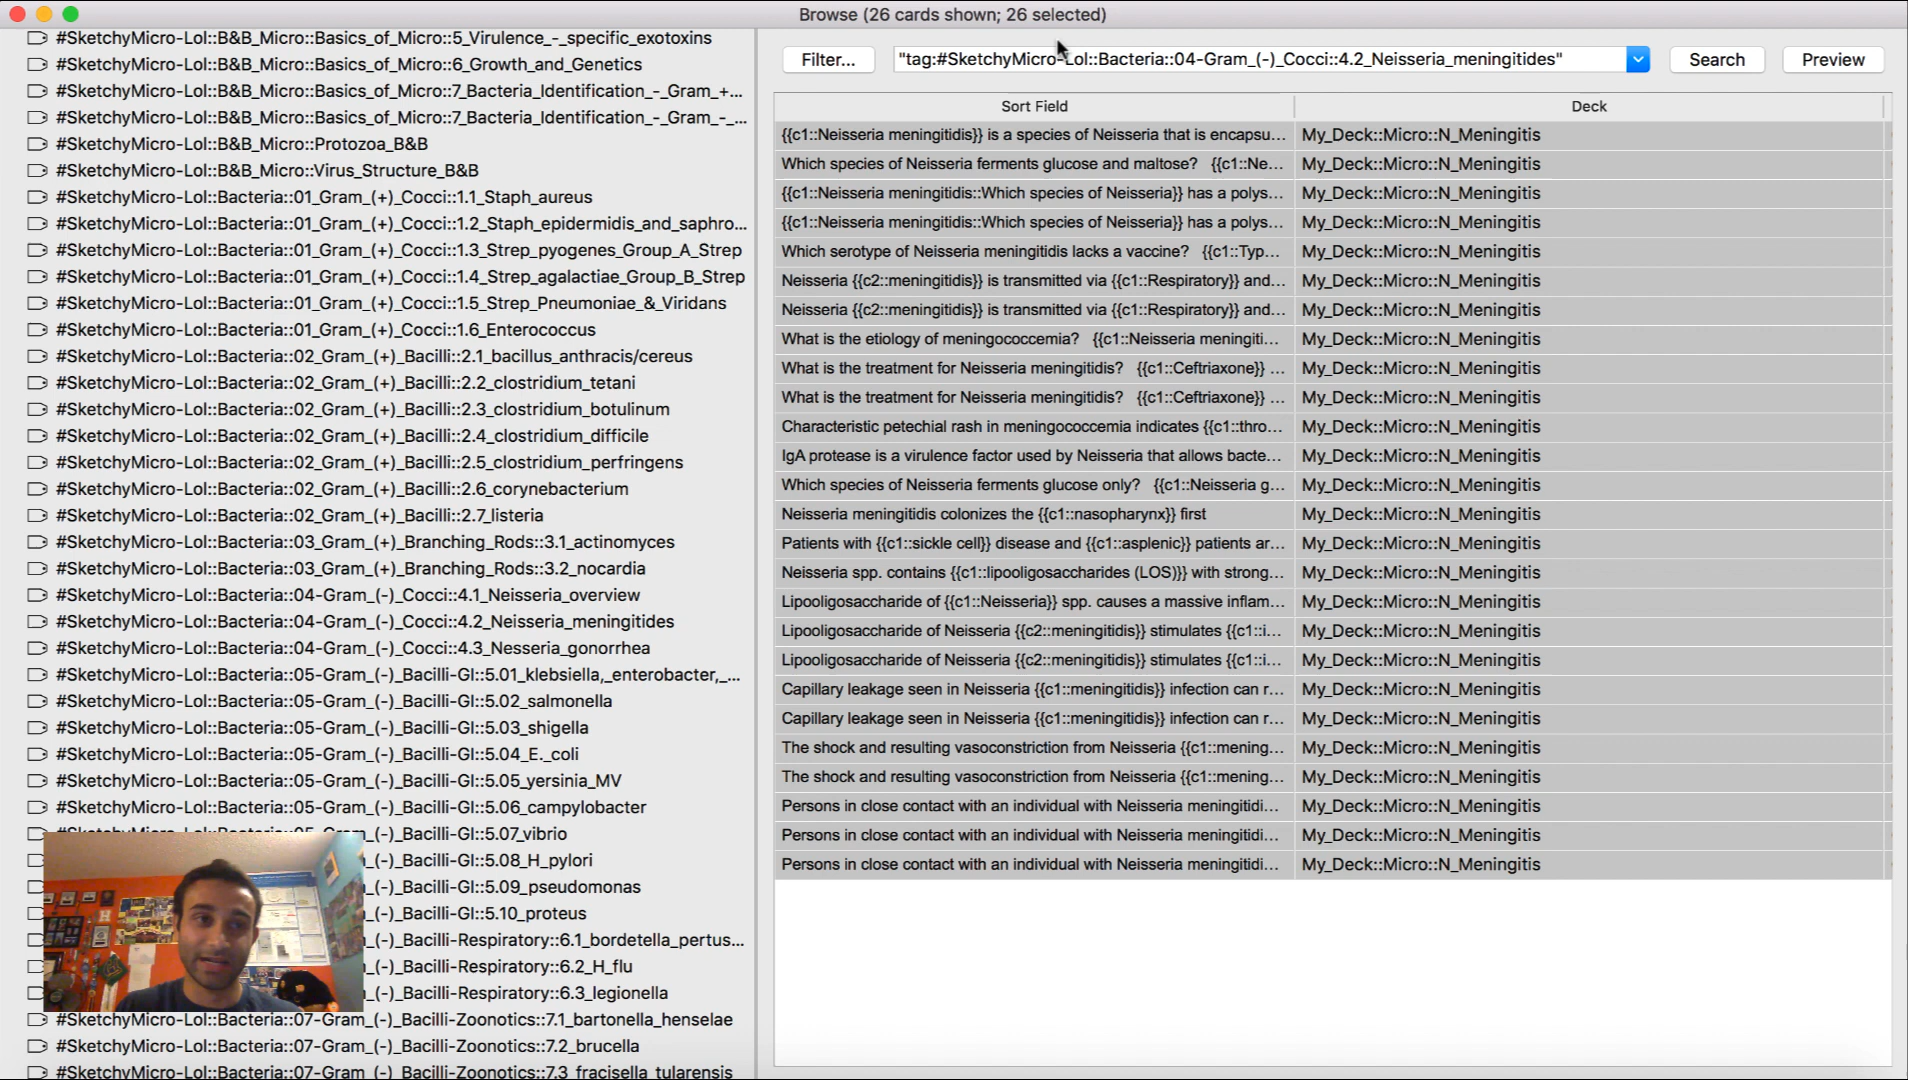 Browse (26 cards shown; 26 selected)
#SketchyMicro-Lol::B&B_Micro::Basics_of_Micro::5_Virulence_-_specific_exotoxins
#SketchyMicro-Lol::B&B_Micro::Basics_of_Micro::6_Growth_and_Genetics
#SketchyMicro-Lol::B&B_Micro::Basics_of_Micro::7_Bacteria_Identification_-_Gram_+...
#SketchyMicro-Lol::B&B_Micro::Basics_of_Micro::7_Bacteria_Identification_-_Gram_-_...
#SketchyMicro-Lol::B&B_Micro::Protozoa_B&B
#SketchyMicro-Lol::B&B_Micro::Virus_Structure_B&B
#SketchyMicro-Lol::Bacteria::01_Gram_(+)_Cocci::1.1_Staph_aureus
#SketchyMicro-Lol::Bacteria::01_Gram_(+)_Cocci::1.2_Staph_epidermidis_and_saphro...
#SketchyMicro-Lol::Bacteria::01_Gram_(+)_Cocci::1.3_Strep_pyogenes_Group_A_Strep
#SketchyMicro-Lol::Bacteria::01_Gram_(+)_Cocci::1.4_Strep_agalactiae_Group_B_Strep
#SketchyMicro-Lol::Bacteria::01_Gram_(+)_Cocci::1.5_Strep_Pneumoniae_&_Viridans
#SketchyMicro-Lol::Bacteria::01_Gram_(+)_Cocci::1.6_Enterococcus
#SketchyMicro-Lol::Bacteria::02_Gram_(+)_Bacilli::2.1_bacillus_anthracis/cereus
#SketchyMicro-Lol::Bacteria::02_Gram_(+)_Bacilli::2.2_clostridium_tetani
#SketchyMicro-Lol::Bacteria::02_Gram_(+)_Bacilli::2.3_clostridium_botulinum
#SketchyMicro-Lol::Bacteria::02_Gram_(+)_Bacilli::2.4_clostridium_difficile
#SketchyMicro-Lol::Bacteria::02_Gram_(+)_Bacilli::2.5_clostridium_perfringens
#SketchyMicro-Lol::Bacteria::02_Gram_(+)_Bacilli::2.6_corynebacterium
#SketchyMicro-Lol::Bacteria::02_Gram_(+)_Bacilli::2.7_listeria
#SketchyMicro-Lol::Bacteria::03_Gram_(+)_Branching_Rods::3.1_actinomyces
#SketchyMicro-Lol::Bacteria::03_Gram_(+)_Branching_Rods::3.2_nocardia
#SketchyMicro-Lol::Bacteria::04-Gram_(-)_Cocci::4.1_Neisseria_overview
#SketchyMicro-Lol::Bacteria::04-Gram_(-)_Cocci::4.2_Neisseria_meningitides
#SketchyMicro-Lol::Bacteria::04-Gram_(-)_Cocci::4.3_Nesseria_gonorrhea
#SketchyMicro-Lol::Bacteria::05-Gram_(-)_Bacilli-GI::5.01_klebsiella,_enterobacter,_...
#SketchyMicro-Lol::Bacteria::05-Gram_(-)_Bacilli-GI::5.02_salmonella
#SketchyMicro-Lol::Bacteria::05-Gram_(-)_Bacilli-GI::5.03_shigella
#SketchyMicro-Lol::Bacteria::05-Gram_(-)_Bacilli-GI::5.04_E._coli
#SketchyMicro-Lol::Bacteria::05-Gram_(-)_Bacilli-GI::5.05_yersinia_MV
#SketchyMicro-Lol::Bacteria::05-Gram_(-)_Bacilli-GI::5.06_campylobacter
#SketchyMicro-Lol::Bacteria::05-Gram_(-)_Bacilli-GI::5.07_vibrio
(-)_Bacilli-GI::5.08_H_pylori
(-)_Bacilli-GI::5.09_pseudomonas
(-)_Bacilli-GI::5.10_proteus
(-)_Bacilli-Respiratory::6.1_bordetella_pertus...
(-)_Bacilli-Respiratory::6.2_H_flu
(-)_Bacilli-Respiratory::6.3_legionella
#SketchyMicro-Lol::Bacteria::07-Gram_(-)_Bacilli-Zoonotics::7.1_bartonella_henselae
#SketchyMicro-Lol::Bacteria::07-Gram_(-)_Bacilli-Zoonotics::7.2_brucella
#SketchyMicro-Lol::Bacteria::07-Gram_(-)_Bacilli-Zoonotics::7.3_fracisella_tularensis
Filter... "tag:#SketchyMicro-Lol::Bacteria::04-Gram_(-)_Cocci::4.2_Neisseria_meningitides" Search Preview
Sort Field Deck
{{c1::Neisseria meningitidis}} is a species of Neisseria that is encapsu... My_Deck::Micro::N_Meningitis
Which species of Neisseria ferments glucose and maltose? {{c1::Ne... My_Deck::Micro::N_Meningitis
{{c1::Neisseria meningitidis::Which species of Neisseria}} has a polys... My_Deck::Micro::N_Meningitis
{{c1::Neisseria meningitidis::Which species of Neisseria}} has a polys... My_Deck::Micro::N_Meningitis
Which serotype of Neisseria meningitidis lacks a vaccine? {{c1::Typ... My_Deck::Micro::N_Meningitis
Neisseria {{c2::meningitidis}} is transmitted via {{c1::Respiratory}} and... My_Deck::Micro::N_Meningitis
Neisseria {{c2::meningitidis}} is transmitted via {{c1::Respiratory}} and... My_Deck::Micro::N_Meningitis
What is the etiology of meningococcemia? {{c1::Neisseria meningiti... My_Deck::Micro::N_Meningitis
What is the treatment for Neisseria meningitidis? {{c1::Ceftriaxone}} ... My_Deck::Micro::N_Meningitis
What is the treatment for Neisseria meningitidis? {{c1::Ceftriaxone}} ... My_Deck::Micro::N_Meningitis
Characteristic petechial rash in meningococcemia indicates {{c1::thro... My_Deck::Micro::N_Meningitis
IgA protease is a virulence factor used by Neisseria that allows bacte... My_Deck::Micro::N_Meningitis
Which species of Neisseria ferments glucose only? {{c1::Neisseria g... My_Deck::Micro::N_Meningitis
Neisseria meningitidis colonizes the {{c1::nasopharynx}} first My_Deck::Micro::N_Meningitis
Patients with {{c1::sickle cell}} disease and {{c1::asplenic}} patients ar... My_Deck::Micro::N_Meningitis
Neisseria spp. contains {{c1::lipooligosaccharides (LOS)}} with strong... My_Deck::Micro::N_Meningitis
Lipooligosaccharide of {{c1::Neisseria}} spp. causes a massive inflam... My_Deck::Micro::N_Meningitis
Lipooligosaccharide of Neisseria {{c2::meningitidis}} stimulates {{c1::i... My_Deck::Micro::N_Meningitis
Lipooligosaccharide of Neisseria {{c2::meningitidis}} stimulates {{c1::i... My_Deck::Micro::N_Meningitis
Capillary leakage seen in Neisseria {{c1::meningitidis}} infection can r... My_Deck::Micro::N_Meningitis
Capillary leakage seen in Neisseria {{c1::meningitidis}} infection can r... My_Deck::Micro::N_Meningitis
The shock and resulting vasoconstriction from Neisseria {{c1::mening... My_Deck::Micro::N_Meningitis
The shock and resulting vasoconstriction from Neisseria {{c1::mening... My_Deck::Micro::N_Meningitis
Persons in close contact with an individual with Neisseria meningitidi... My_Deck::Micro::N_Meningitis
Persons in close contact with an individual with Neisseria meningitidi... My_Deck::Micro::N_Meningitis
Persons in close contact with an individual with Neisseria meningitidi... My_Deck::Micro::N_Meningitis